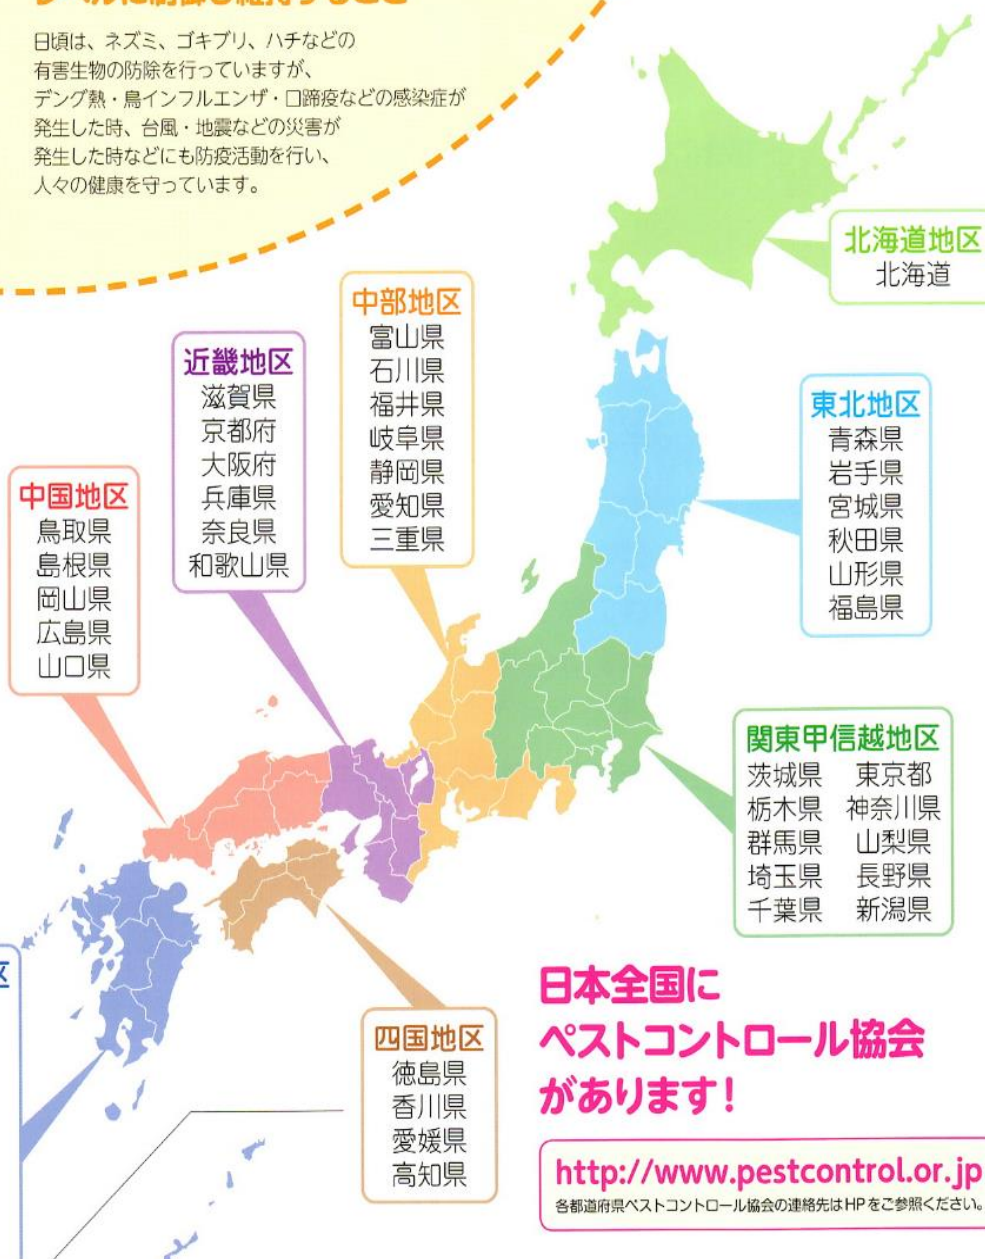 日頃は、ネズミ、ゴキブリ、ハチなどの
有害生物の防除を行っていますが、
デング熱・鳥インフルエンザ・口蹄疫などの感染症が
発生した時、台風・地震などの災害が
発生した時などにも防疫活動を行い、
人々の健康を守っています。
北海道地区
北海道
中部地区
富山県
石川県
福井県
岐阜県
静岡県
愛知県
三重県
近畿地区
滋賀県
京都府
大阪府
兵庫県
奈良県
和歌山県
東北地区
青森県
岩手県
宮城県
秋田県
山形県
福島県
中国地区
鳥取県
島根県
岡山県
広島県
山口県
関東甲信越地区
茨城県 東京都
栃木県 神奈川県
群馬県 山梨県
埼玉県 長野県
千葉県 新潟県
区
四国地区
徳島県
香川県
愛媛県
高知県
日本全国に
ペストコントロール協会
があります!
http://www.pestcontrol.or.jp
各都道府県ペストコントロール協会の連絡先はHPをご参照ください。